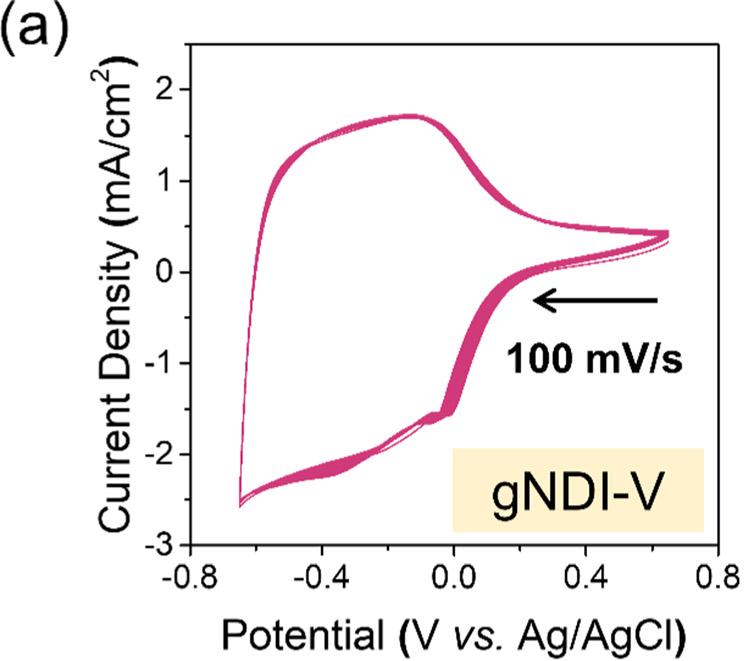 (a)
Current Density (mA/cm²)
2
1
0
-1
-2
-3
100 mV/s
gNDI-V
-0.8 -0.4 0.0 0.4 0.8
Potential (V vs. Ag/AgCl)